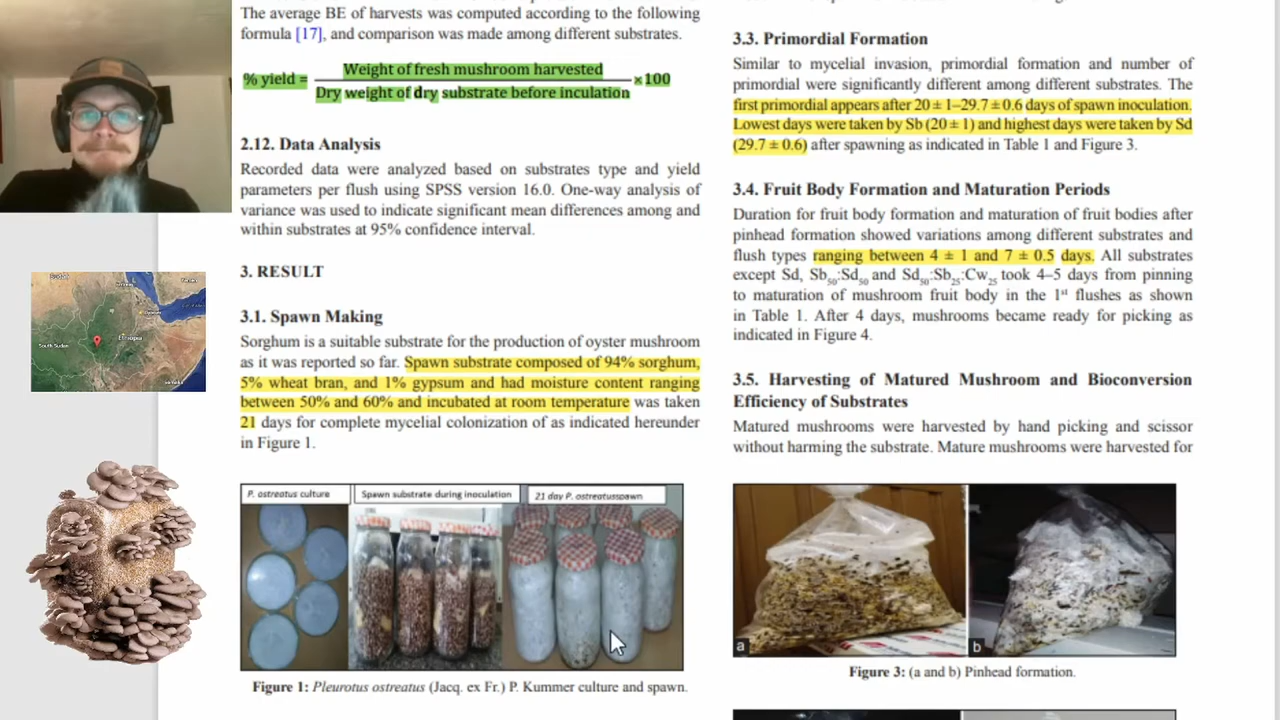 The average BE of harvests was computed according to the following
formula [17], and comparison was made among different substrates.
% yield = Weight of fresh mushroom harvested ×100
Dry weight of dry substrate before inculation
2.12. Data Analysis
Recorded data were analyzed based on substrates type and yield
parameters per flush using SPSS version 16.0. One-way analysis of
variance was used to indicate significant mean differences among and
within substrates at 95% confidence interval.
3. RESULT
3.1. Spawn Making
Sorghum is a suitable substrate for the production of oyster mushroom
as it was reported so far. Spawn substrate composed of 94% sorghum,
5% wheat bran, and 1% gypsum and had moisture content ranging
between 50% and 60% and incubated at room temperature was taken
21 days for complete mycelial colonization of as indicated hereunder
in Figure 1.
P. ostreatus culture
Spawn substrate during inoculation
21 day P. ostreatusspawn
Figure 1: Pleurotus ostreatus (Jacq. ex Fr.) P. Kummer culture and spawn.
3.3. Primordial Formation
Similar to mycelial invasion, primordial formation and number of
primordial were significantly different among different substrates. The
first primordial appears after 20 ± 1–29.7 ± 0.6 days of spawn inoculation.
Lowest days were taken by Sb (20 ± 1) and highest days were taken by Sd
(29.7 ± 0.6) after spawning as indicated in Table 1 and Figure 3.
3.4. Fruit Body Formation and Maturation Periods
Duration for fruit body formation and maturation of fruit bodies after
pinhead formation showed variations among different substrates and
flush types ranging between 4 ± 1 and 7 ± 0.5 days. All substrates
except Sd, Sb50:Sd50 and Sd50:Sb25:Cw25 took 4–5 days from pinning
to maturation of mushroom fruit body in the 1st flushes as shown
in Table 1. After 4 days, mushrooms became ready for picking as
indicated in Figure 4.
3.5. Harvesting of Matured Mushroom and Bioconversion
Efficiency of Substrates
Matured mushrooms were harvested by hand picking and scissor
without harming the substrate. Mature mushrooms were harvested for
a
b
Figure 3: (a and b) Pinhead formation.
South Sudan
Ethiopia